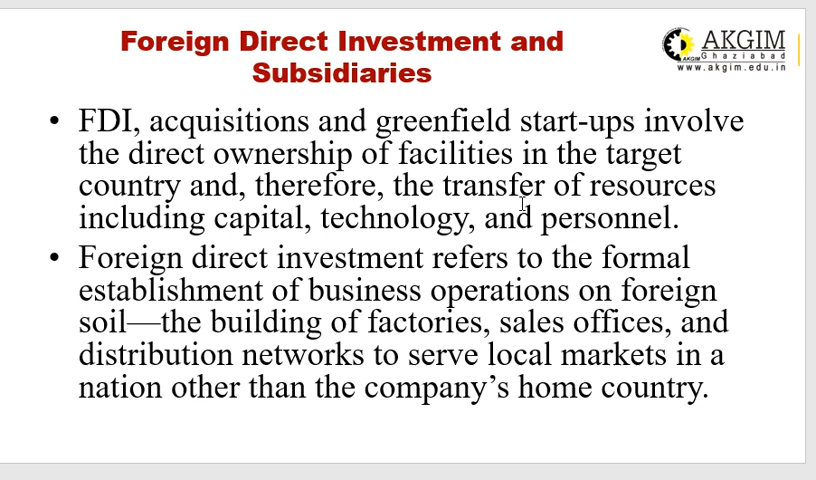 Foreign Direct Investment and
Subsidiaries
AKGIM
Ghaziabad
AKGIM
www.akgim.edu.in
• FDI, acquisitions and greenfield start-ups involve
the direct ownership of facilities in the target
country and, therefore, the transfer of resources
including capital, technology, and personnel.
• Foreign direct investment refers to the formal
establishment of business operations on foreign
soil—the building of factories, sales offices, and
distribution networks to serve local markets in a
nation other than the company’s home country.